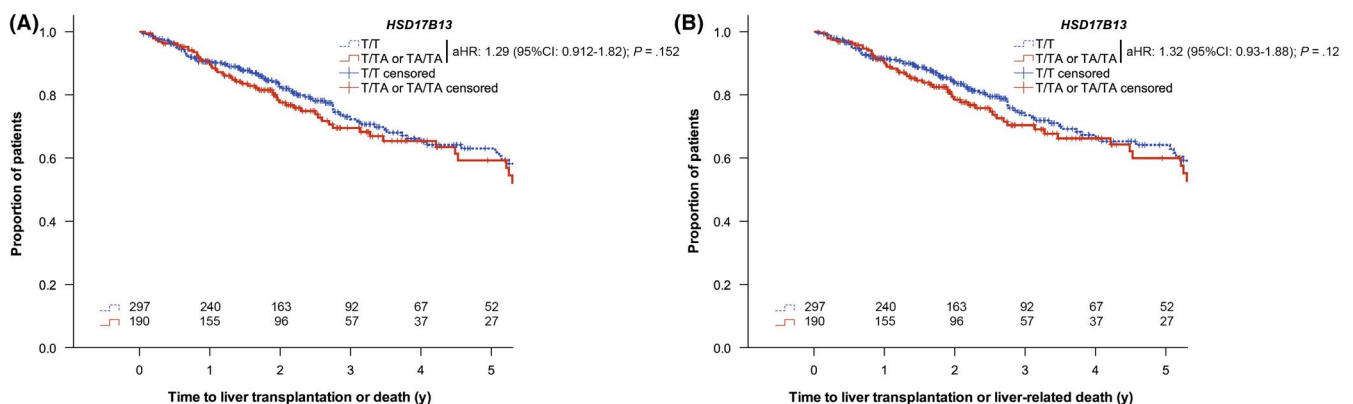 (A)
HSD17B13
T/T
T/TA or TA/TA
aHR: 1.29 (95%CI: 0.912-1.82); P = .152
T/T censored
T/TA or TA/TA censored
Proportion of patients
1.0
0.8
0.6
0.4
0.2
0.0
297 240 163 92 67 52
190 155 96 57 37 27
0 1 2 3 4 5
Time to liver transplantation or death (y)
(B)
HSD17B13
T/T
T/TA or TA/TA
aHR: 1.32 (95%CI: 0.93-1.88); P = .12
T/T censored
T/TA or TA/TA censored
Proportion of patients
1.0
0.8
0.6
0.4
0.2
0.0
297 240 163 92 67 52
190 155 96 57 37 27
0 1 2 3 4 5
Time to liver transplantation or liver-related death (y)